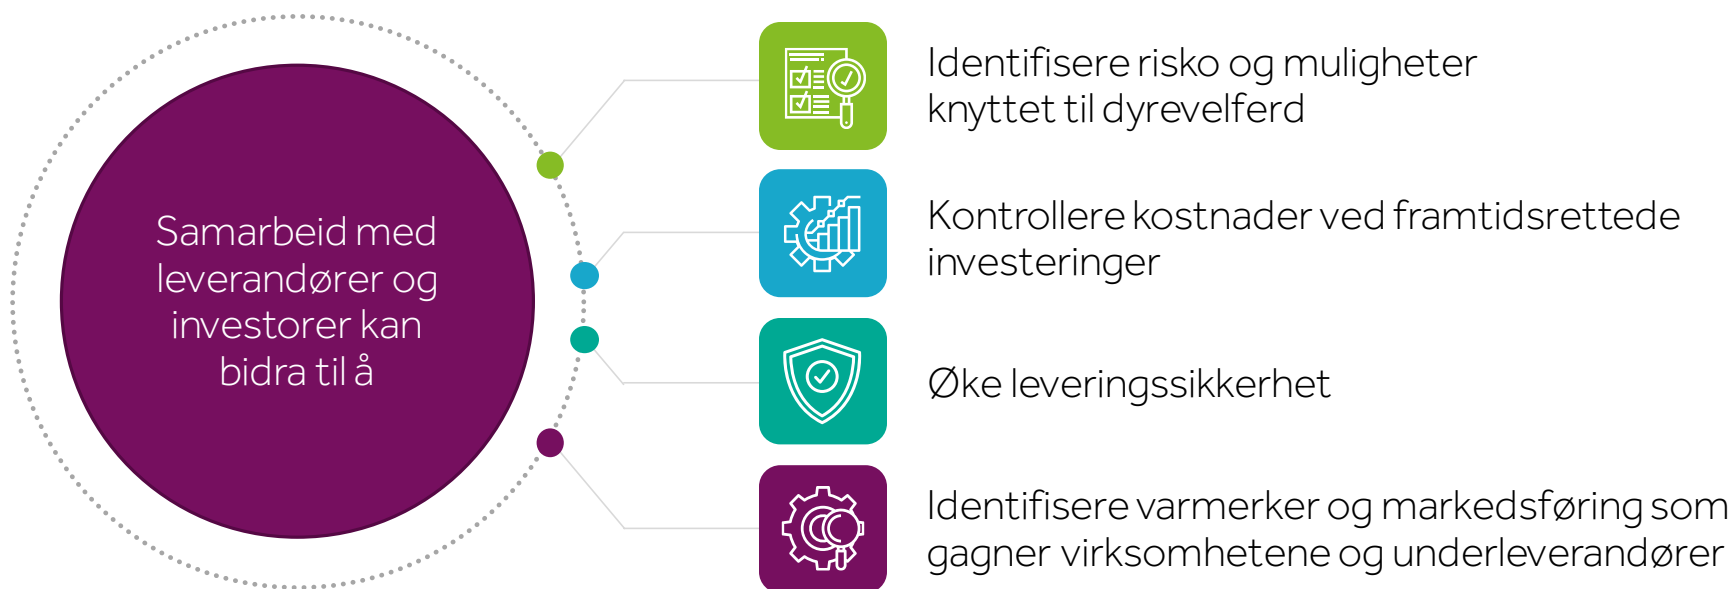 Samarbeid med
leverandører og
investorer kan
bidra til å
Identifisere risko og muligheter
knyttet til dyrevelferd
Kontrollere kostnader ved framtidsrettede
investeringer
Øke leveringssikkerhet
Identifisere varmerker og markedsføring som
gagner virksomhetene og underleverandører